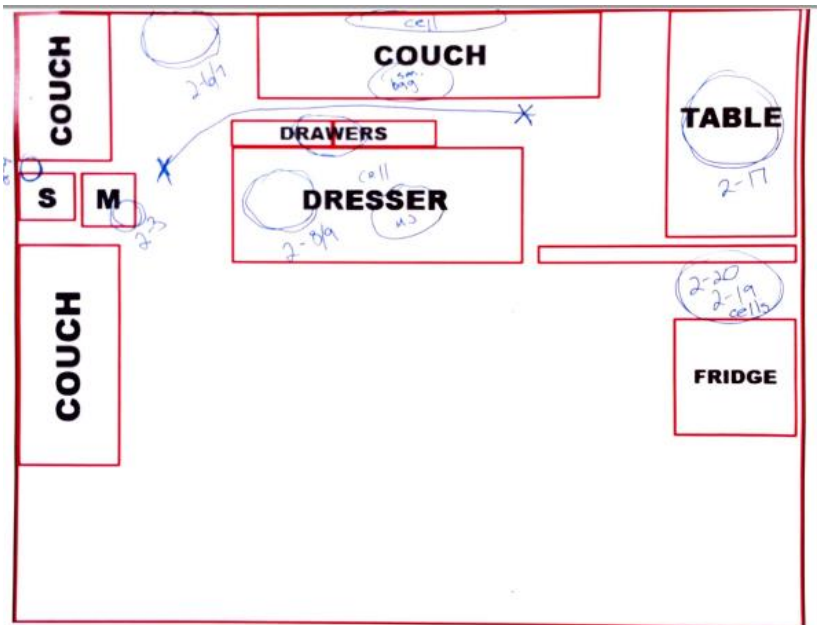 cell
COUCH
COUCH
sm.
bag
2-6/7
TABLE
DRAWERS
2-17
cell
S
M
DRESSER
2-3
2-8/9
2-20
2-19
cells
COUCH
FRIDGE